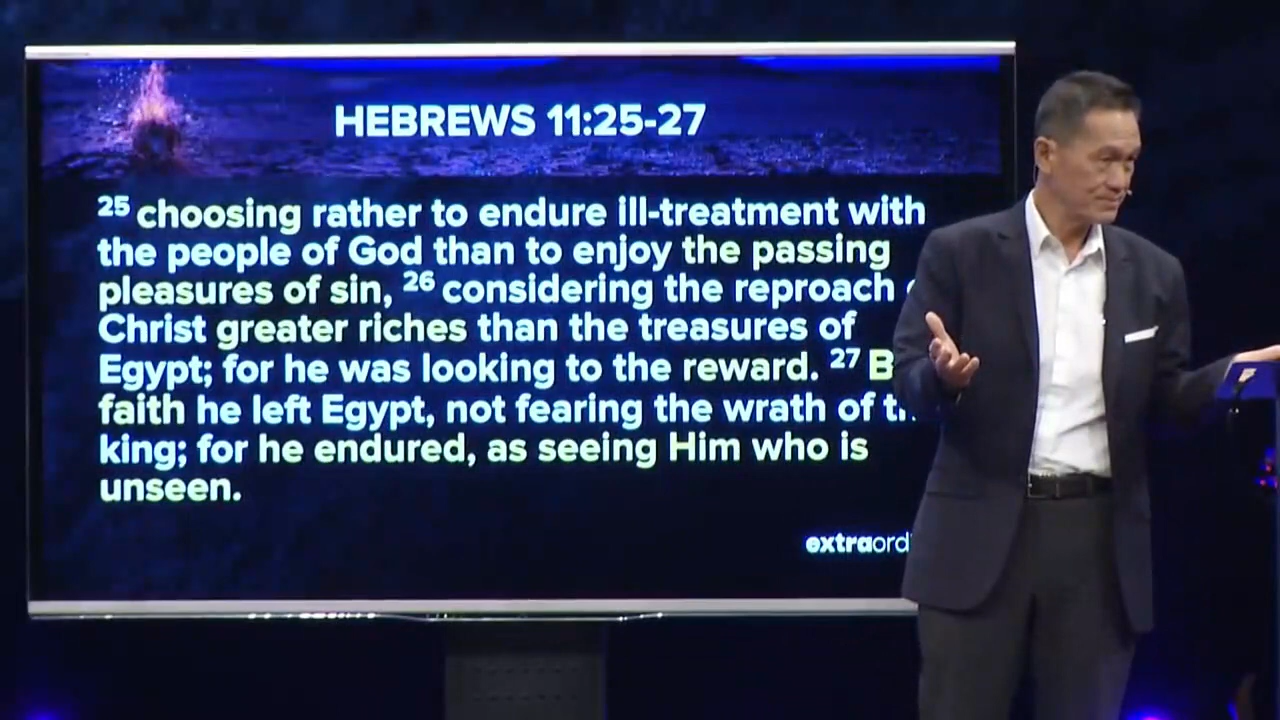 HEBREWS 11:25-27
25 choosing rather to endure ill-treatment with
the people of God than to enjoy the passing
pleasures of sin, 26 considering the reproach
Christ greater riches than the treasures of
Egypt; for he was looking to the reward. 27 B
faith he left Egypt, not fearing the wrath of
king; for he endured, as seeing Him who is
unseen.
extraord